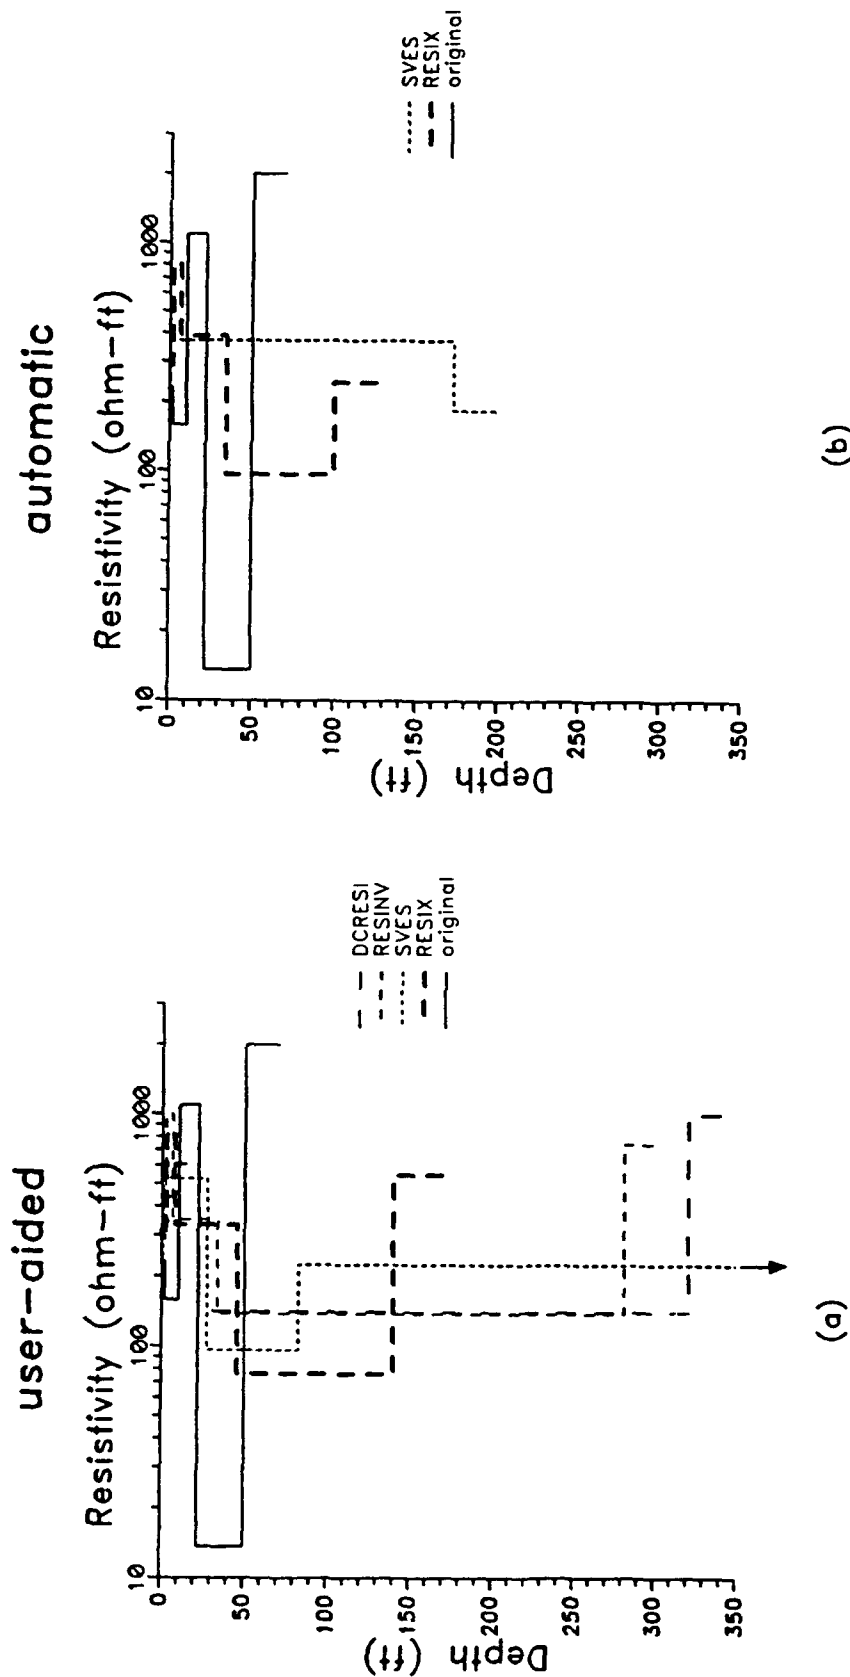 user-aided
Resistivity (ohm-ft)
10 100 1000
0
50
100
150
200
250
300
350
Depth (ft)
DCRESI
RESINV
SVES
RESIX
original
(a)
automatic
Resistivity (ohm-ft)
10 100 1000
0
50
100
150
200
250
300
350
Depth (ft)
SVES
RESIX
original
(b)